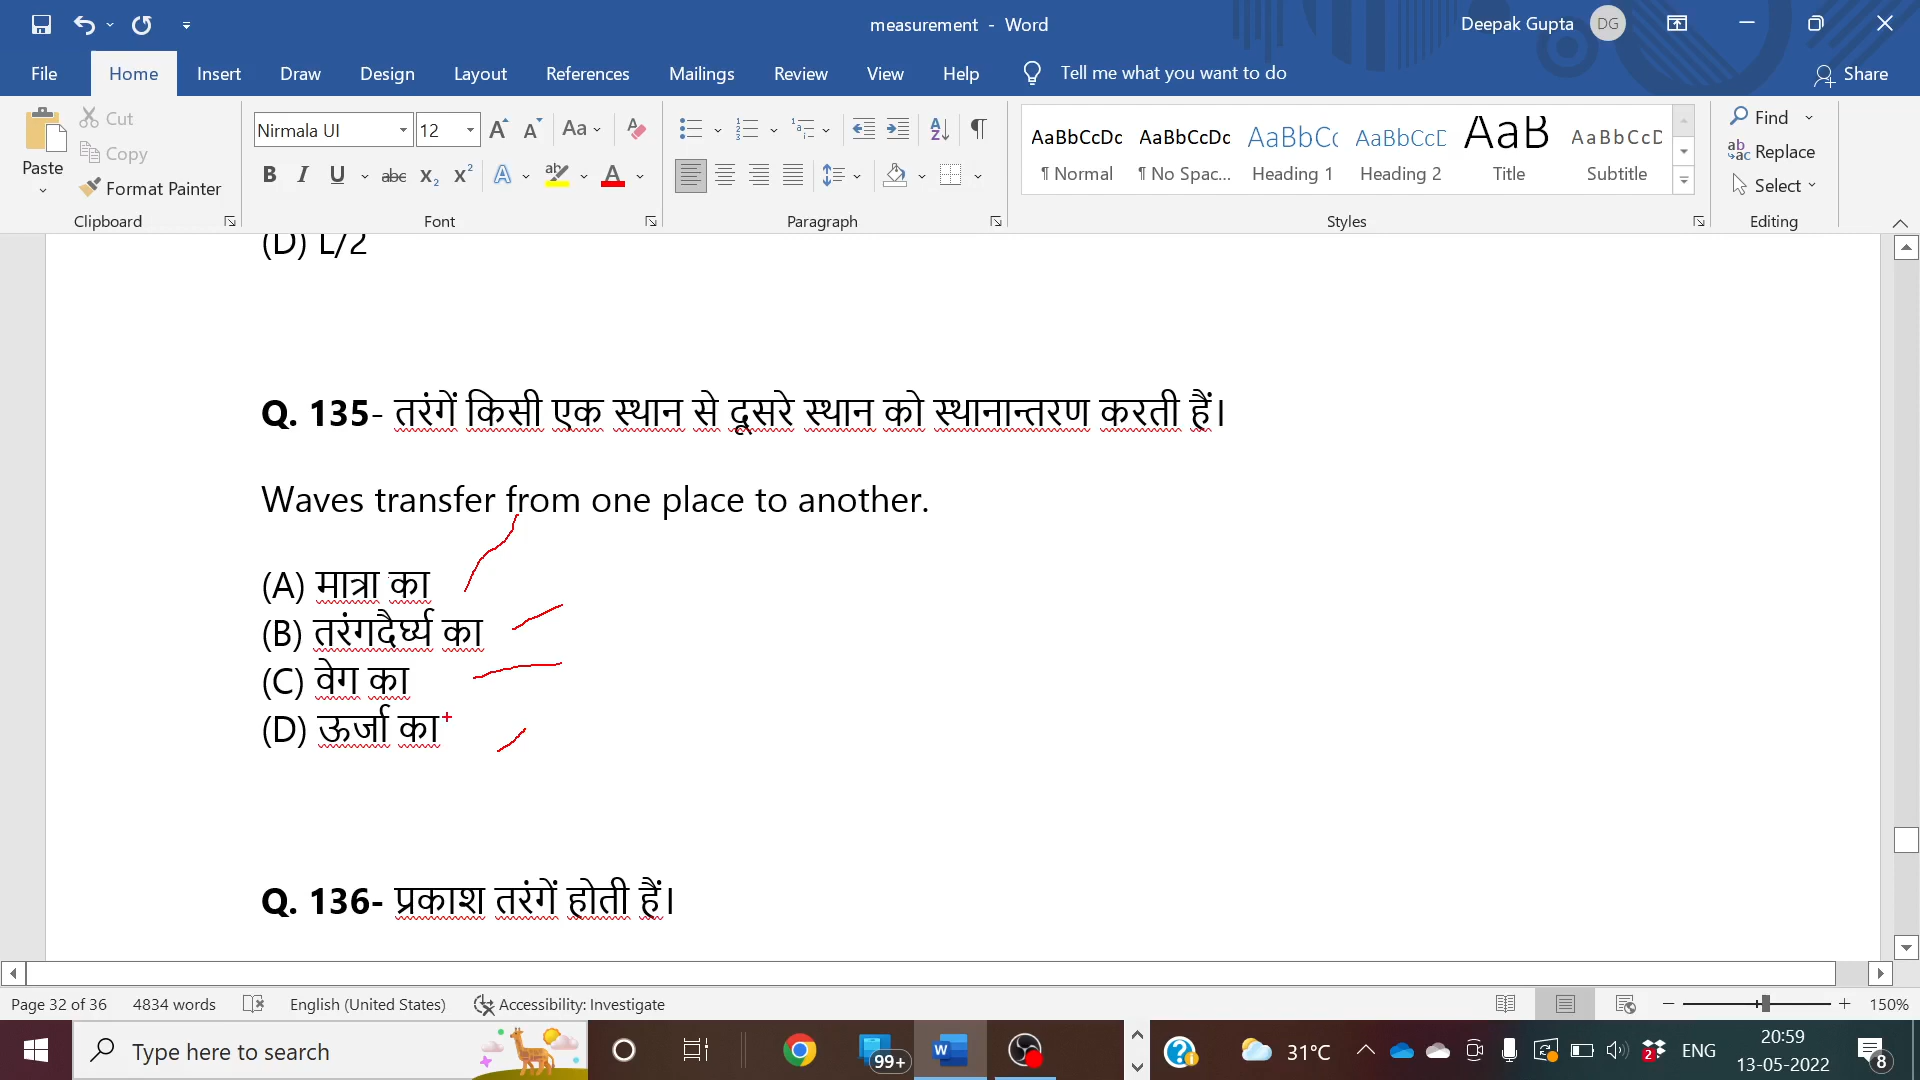 measurement - Word
Deepak Gupta DG
File Home Insert Draw Design Layout References Mailings Review View Help Tell me what you want to do Share
Paste
Cut
Copy
Format Painter
Clipboard
Nirmala UI 12
Font
Paragraph
AaBbCcDc AaBbCcDc AaBbCc AaBbCcD AaB AaBbCcD
¶ Normal ¶ No Spac... Heading 1 Heading 2 Title Subtitle
Styles
Find
Replace
Select
Editing
(D) L/2
Q. 135- तरंगें किसी एक स्थान से दूसरे स्थान को स्थानान्तरण करती हैं।
Waves transfer from one place to another.
(A) मात्रा का
(B) तरंगदैर्घ्य का
(C) वेग का
(D) ऊर्जा का
Q. 136- प्रकाश तरंगें होती हैं।
Page 32 of 36 4834 words English (United States) Accessibility: Investigate 150%
Type here to search
99+
31°C
2
ENG
20:59
13-05-2022
8